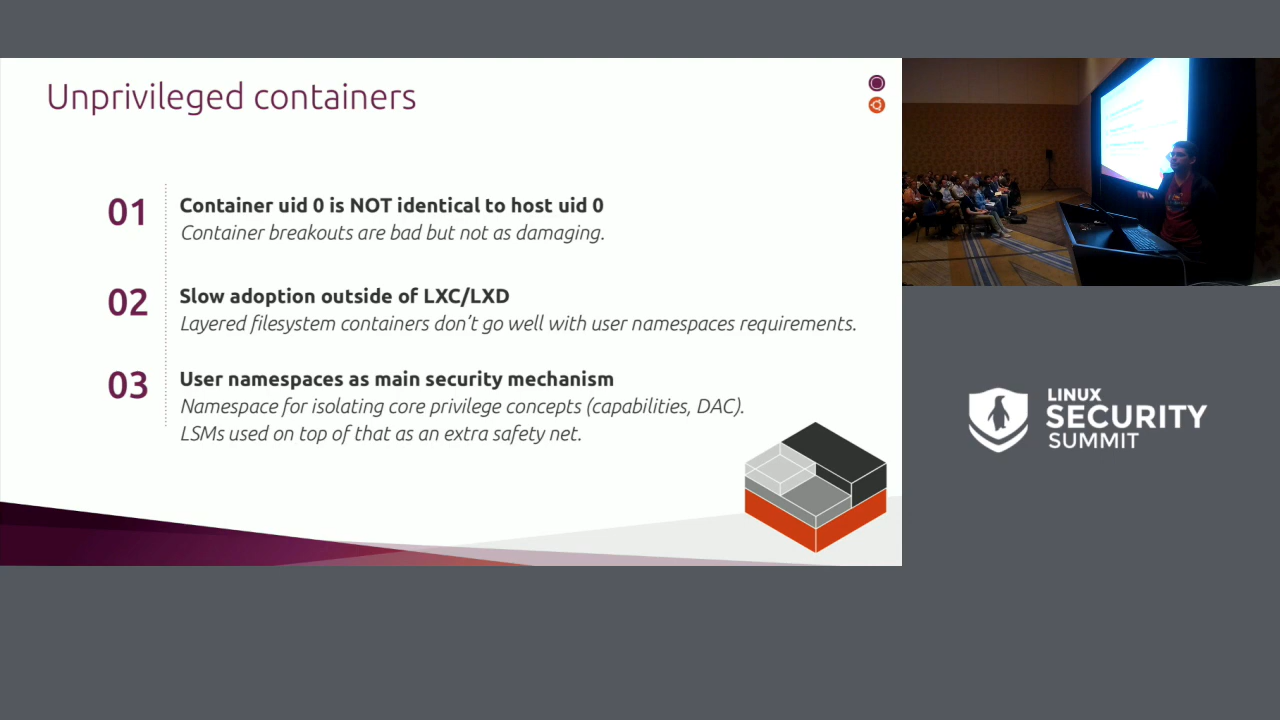 Unprivileged containers
01
Container uid 0 is NOT identical to host uid 0
Container breakouts are bad but not as damaging.
02
Slow adoption outside of LXC/LXD
Layered filesystem containers don't go well with user namespaces requirements.
03
User namespaces as main security mechanism
Namespace for isolating core privilege concepts (capabilities, DAC).
LSMs used on top of that as an extra safety net.
LINUX
SECURITY
SUMMIT